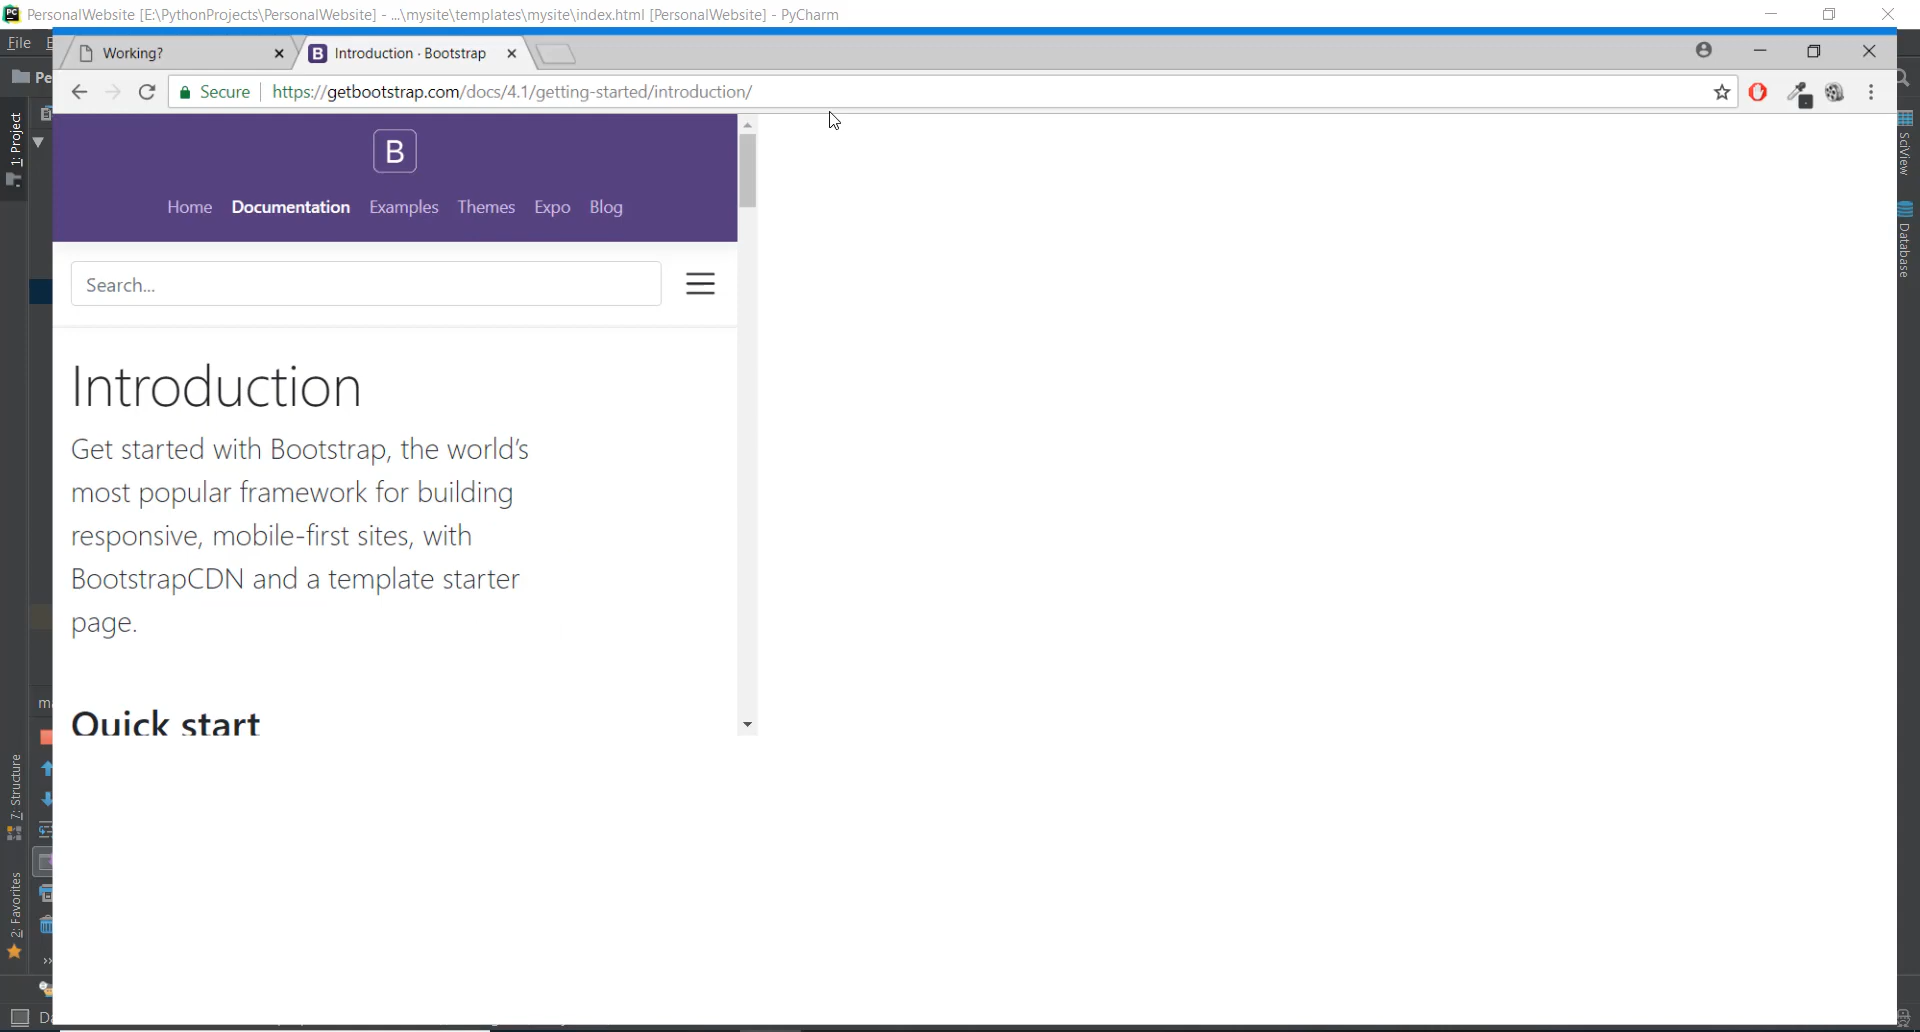 PersonalWebsite [E:\PythonProjects\PersonalWebsite] - ...\mysite\templates\mysite\index.html [PersonalWebsite] - PyCharm
File
Working?
Introduction · Bootstrap
Secure
https://getbootstrap.com/docs/4.1/getting-started/introduction/
1: Project
7: Structure
2: Favorites
B
Home Documentation Examples Themes Expo Blog
Search...
Introduction
Get started with Bootstrap, the world's
most popular framework for building
responsive, mobile-first sites, with
BootstrapCDN and a template starter
page.
Quick start
SciView
Database